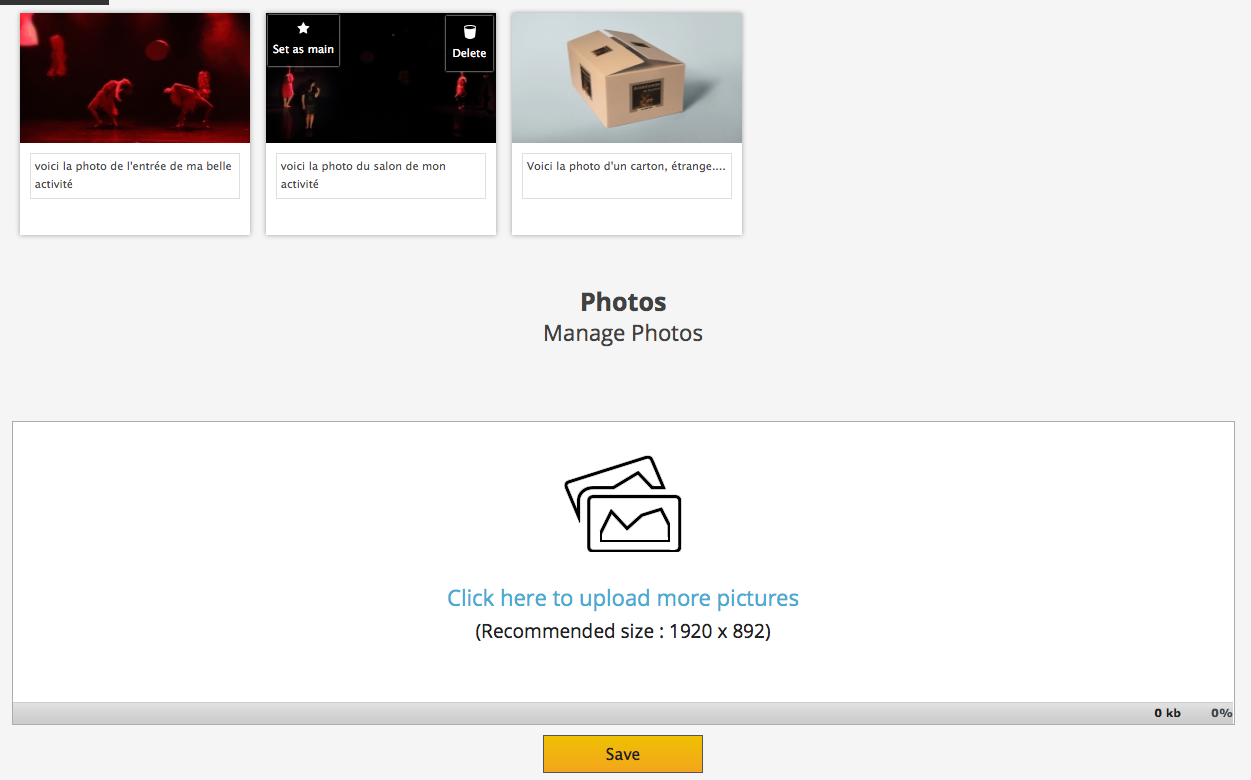 Set as main
Delete
voici la photo de l'entrée de ma belle
activité
voici la photo du salon de mon
activité
Voici la photo d'un carton, étrange....
Photos
Manage Photos
Click here to upload more pictures
(Recommended size : 1920 x 892)
0 kb 0%
Save